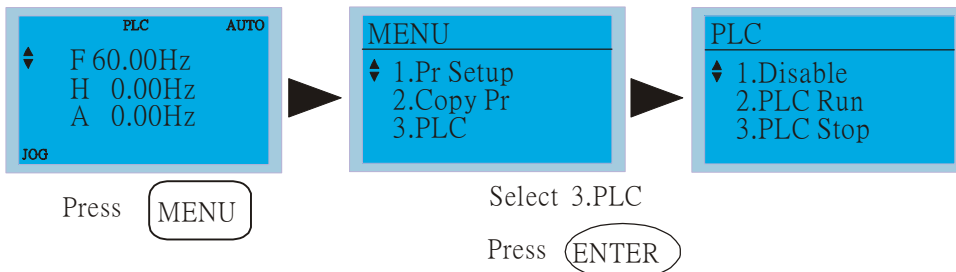 PLC AUTO
F 60.00Hz
H 0.00Hz
A 0.00Hz
JOG
Press MENU
MENU
1.Pr Setup
2.Copy Pr
3.PLC
Select 3.PLC
Press ENTER
PLC
1.Disable
2.PLC Run
3.PLC Stop